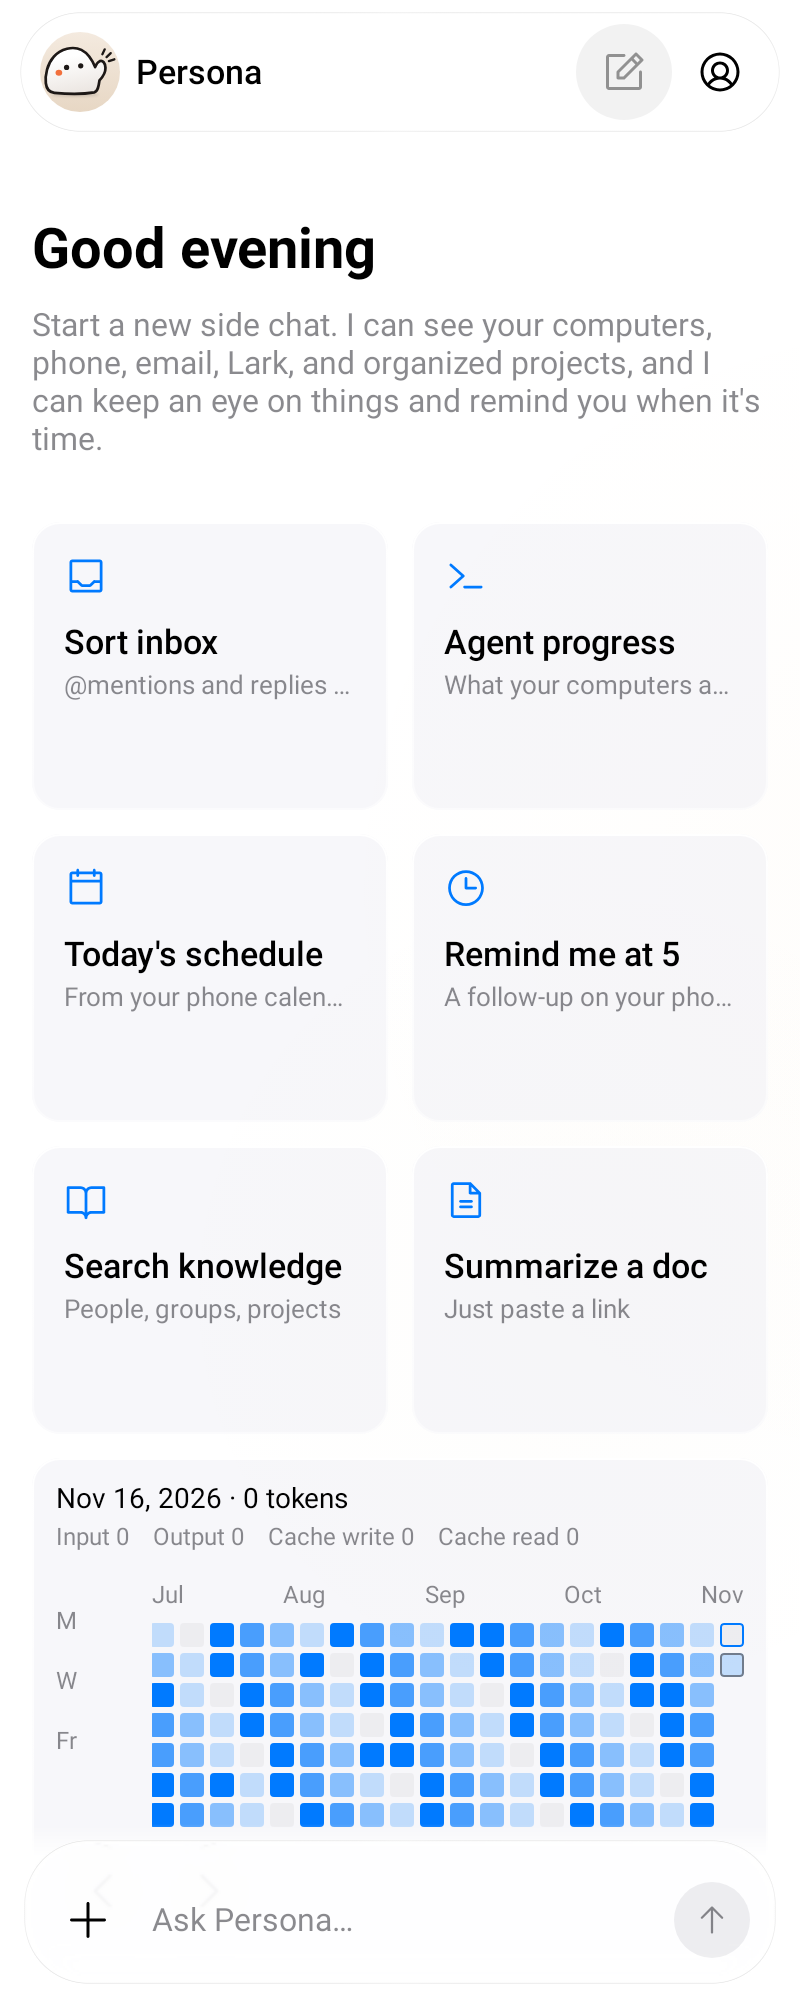 Persona
Good evening
Start a new side chat. I can see your computers,
phone, email, Lark, and organized projects, and I
can keep an eye on things and remind you when it's
time.
Sort inbox
@mentions and replies ...
Agent progress
What your computers a...
Today's schedule
From your phone calen...
Remind me at 5
A follow-up on your pho...
Search knowledge
People, groups, projects
Summarize a doc
Just paste a link
Nov 16, 2026 · 0 tokens
Input 0 Output 0 Cache write 0 Cache read 0
Jul Aug Sep Oct Nov
M
W
Fr
Ask Persona...